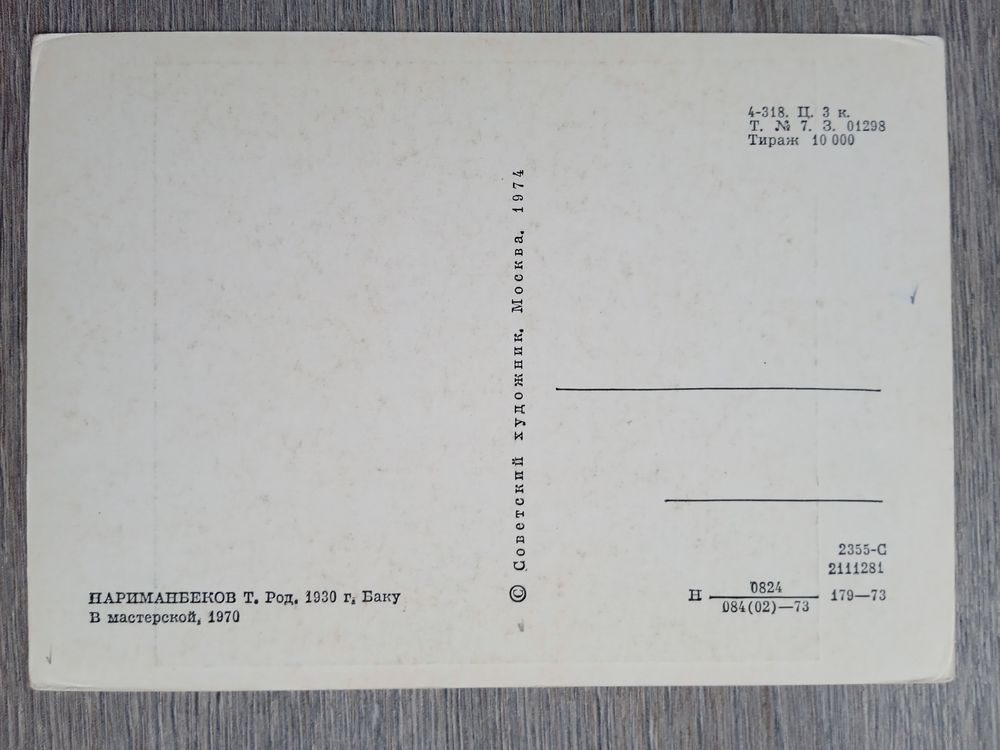 4-318. Ц. 3 к.
Т. № 7. З. 01298
Тираж 10 000
© Советский художник. Москва. 1974
НАРИМАНБЕКОВ Т. Род. 1930 г. Баку
В мастерской, 1970
2355-С
2111281
Н 0824
084(02)—73 179—73